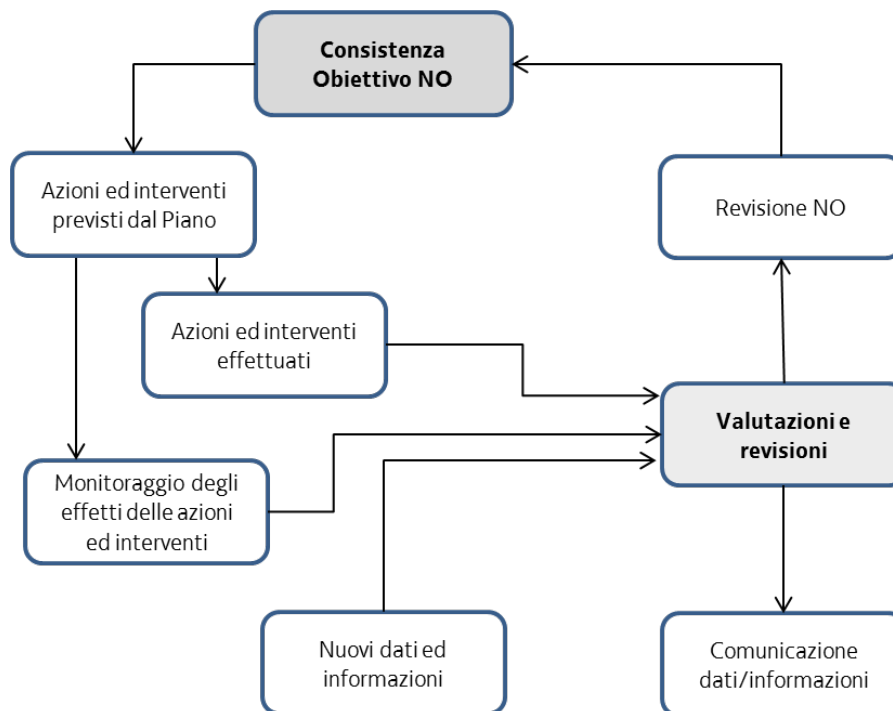 Consistenza
Obiettivo NO
Azioni ed interventi
previsti dal Piano
Revisione NO
Azioni ed interventi
effettuati
Valutazioni e
revisioni
Monitoraggio degli
effetti delle azioni
ed interventi
Nuovi dati ed
informazioni
Comunicazione
dati/informazioni